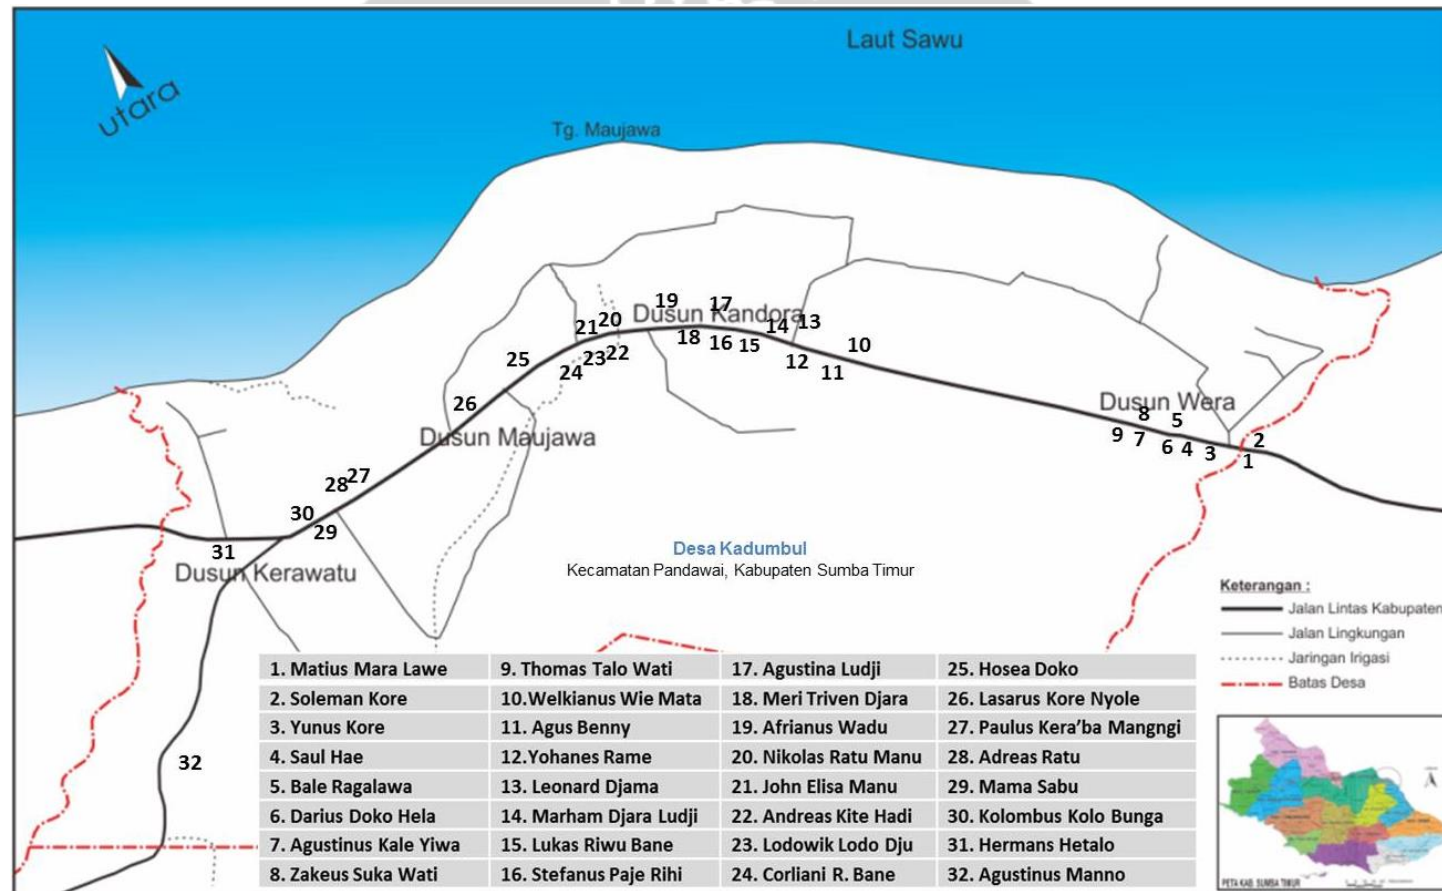 Laut Sawu
utara
Tg. Maujawa
19
17
Dusun Kandora
21
20
18
16
15
14
13
12
11
10
25
24
23
22
26
Dusun Maujawa
Dusun Wera
8
5
9
7
6
4
3
2
1
28
27
30
29
31
Dusun Kerawatu
32
Desa Kadumbul
Kecamatan Pandawai, Kabupaten Sumba Timur
Keterangan :
Jalan Lintas Kabupaten
Jalan Lingkungan
Jaringan Irigasi
Batas Desa
1. Matius Mara Lawe
9. Thomas Talo Wati
17. Agustina Ludji
25. Hosea Doko
2. Soleman Kore
10.Welkianus Wie Mata
18. Meri Triven Djara
26. Lasarus Kore Nyole
3. Yunus Kore
11. Agus Benny
19. Afrianus Wadu
27. Paulus Kera’ba Mangngi
4. Saul Hae
12.Yohanes Rame
20. Nikolas Ratu Manu
28. Adreas Ratu
5. Bale Ragalawa
13. Leonard Djama
21. John Elisa Manu
29. Mama Sabu
6. Darius Doko Hela
14. Marham Djara Ludji
22. Andreas Kite Hadi
30. Kolombus Kolo Bunga
7. Agustinus Kale Yiwa
15. Lukas Riwu Bane
23. Lodowik Lodo Dju
31. Hermans Hetalo
8. Zakeus Suka Wati
16. Stefanus Paje Rihi
24. Corliani R. Bane
32. Agustinus Manno
PETA KAB. SUMBA TIMUR